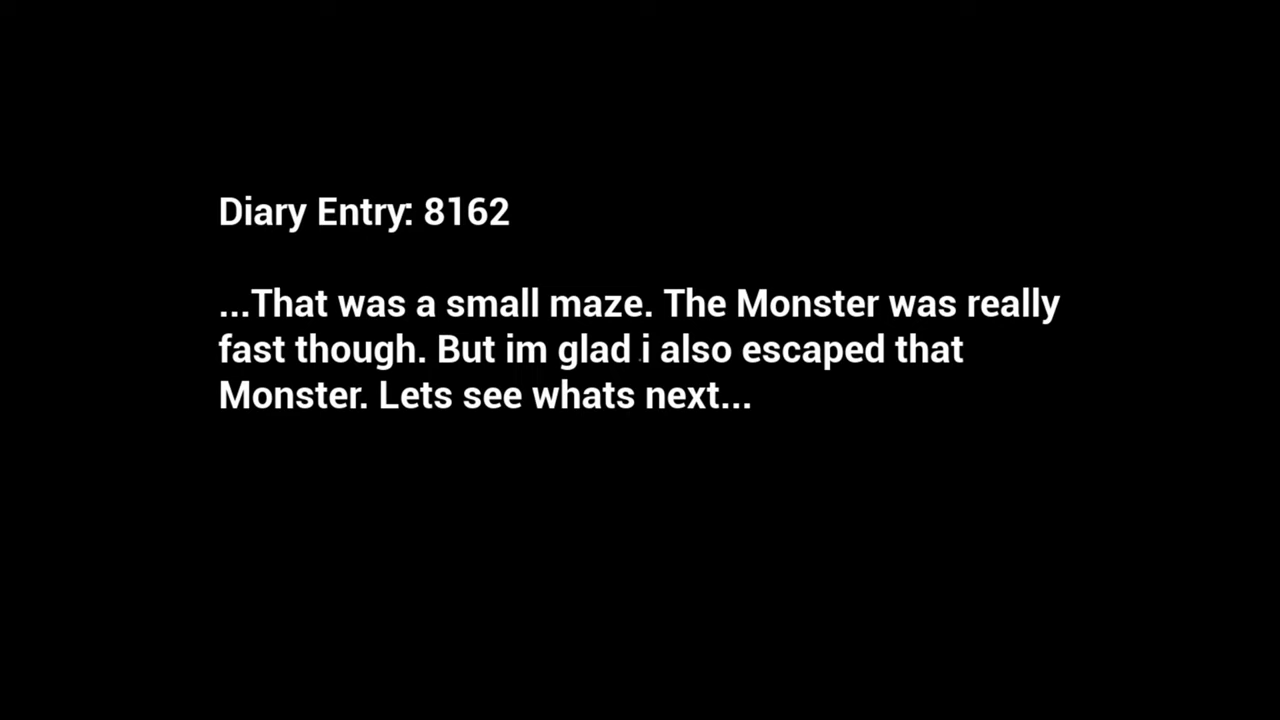 Diary Entry: 8162
...That was a small maze. The Monster was really
fast though. But im glad i also escaped that
Monster. Lets see whats next...